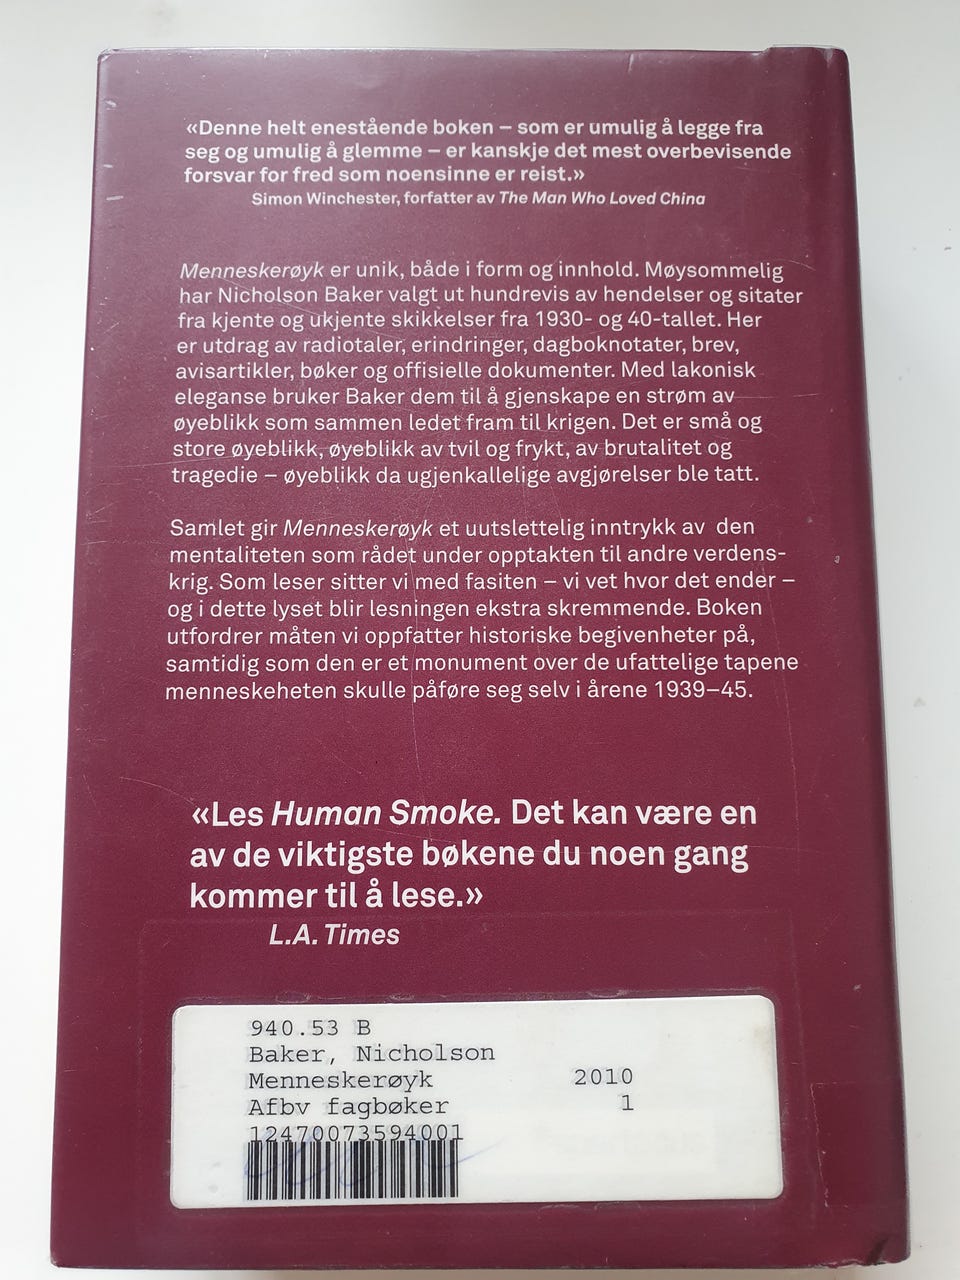 «Denne helt enestående boken – som er umulig å legge fra
seg og umulig å glemme – er kanskje det mest overbevisende
forsvar for fred som noensinne er reist.»
Simon Winchester, forfatter av The Man Who Loved China
Menneskerøyk er unik, både i form og innhold. Møysommelig
har Nicholson Baker valgt ut hundrevis av hendelser og sitater
fra kjente og ukjente skikkelser fra 1930- og 40-tallet. Her
er utdrag av radiotaler, erindringer, dagboknotater, brev,
avisartikler, bøker og offisielle dokumenter. Med lakonisk
eleganse bruker Baker dem til å gjenskape en strøm av
øyeblikk som sammen ledet fram til krigen. Det er små og
store øyeblikk, øyeblikk av tvil og frykt, av brutalitet og
tragedie – øyeblikk da ugjenkallelige avgjørelser ble tatt.
Samlet gir Menneskerøyk et uutslettelig inntrykk av den
mentaliteten som rådet under opptakten til andre verdens-
krig. Som leser sitter vi med fasiten – vi vet hvor det ender –
og i dette lyset blir lesningen ekstra skremmende. Boken
utfordrer måten vi oppfatter historiske begivenheter på,
samtidig som den er et monument over de ufattelige tapene
menneskeheten skulle påføre seg selv i årene 1939–45.
«Les Human Smoke. Det kan være en
av de viktigste bøkene du noen gang
kommer til å lese.»
L.A. Times
940.53 B
Baker, Nicholson
Menneskerøyk 2010
Afbv fagbøker 1
12470073594001